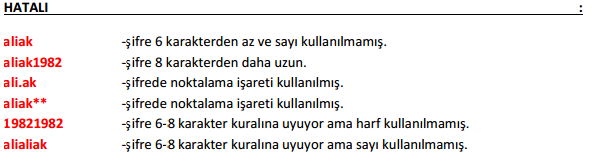 HATALI :
aliak -şifre 6 karakterden az ve sayı kullanılmamış.
aliak1982 -şifre 8 karakterden daha uzun.
ali.ak -şifrede noktalama işareti kullanılmış.
aliak** -şifrede noktalama işareti kullanılmış.
19821982 -şifre 6-8 karakter kuralına uyuyor ama harf kullanılmamış.
alialiak -şifre 6-8 karakter kuralına uyuyor ama sayı kullanılmamış.